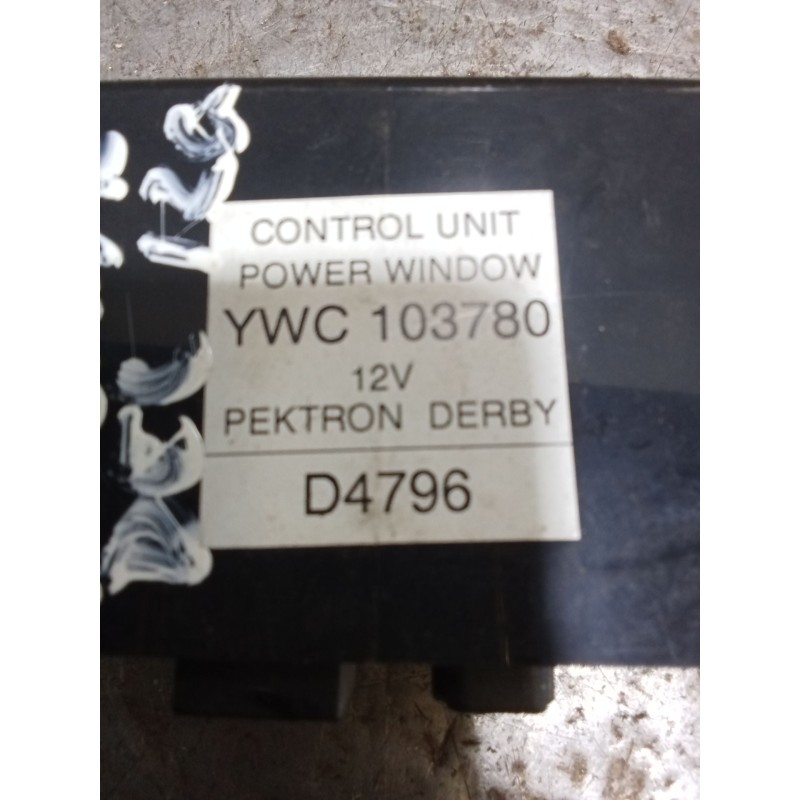 CONTROL UNIT
POWER WINDOW
YWC 103780
12V
PEKTRON DERBY
D4796